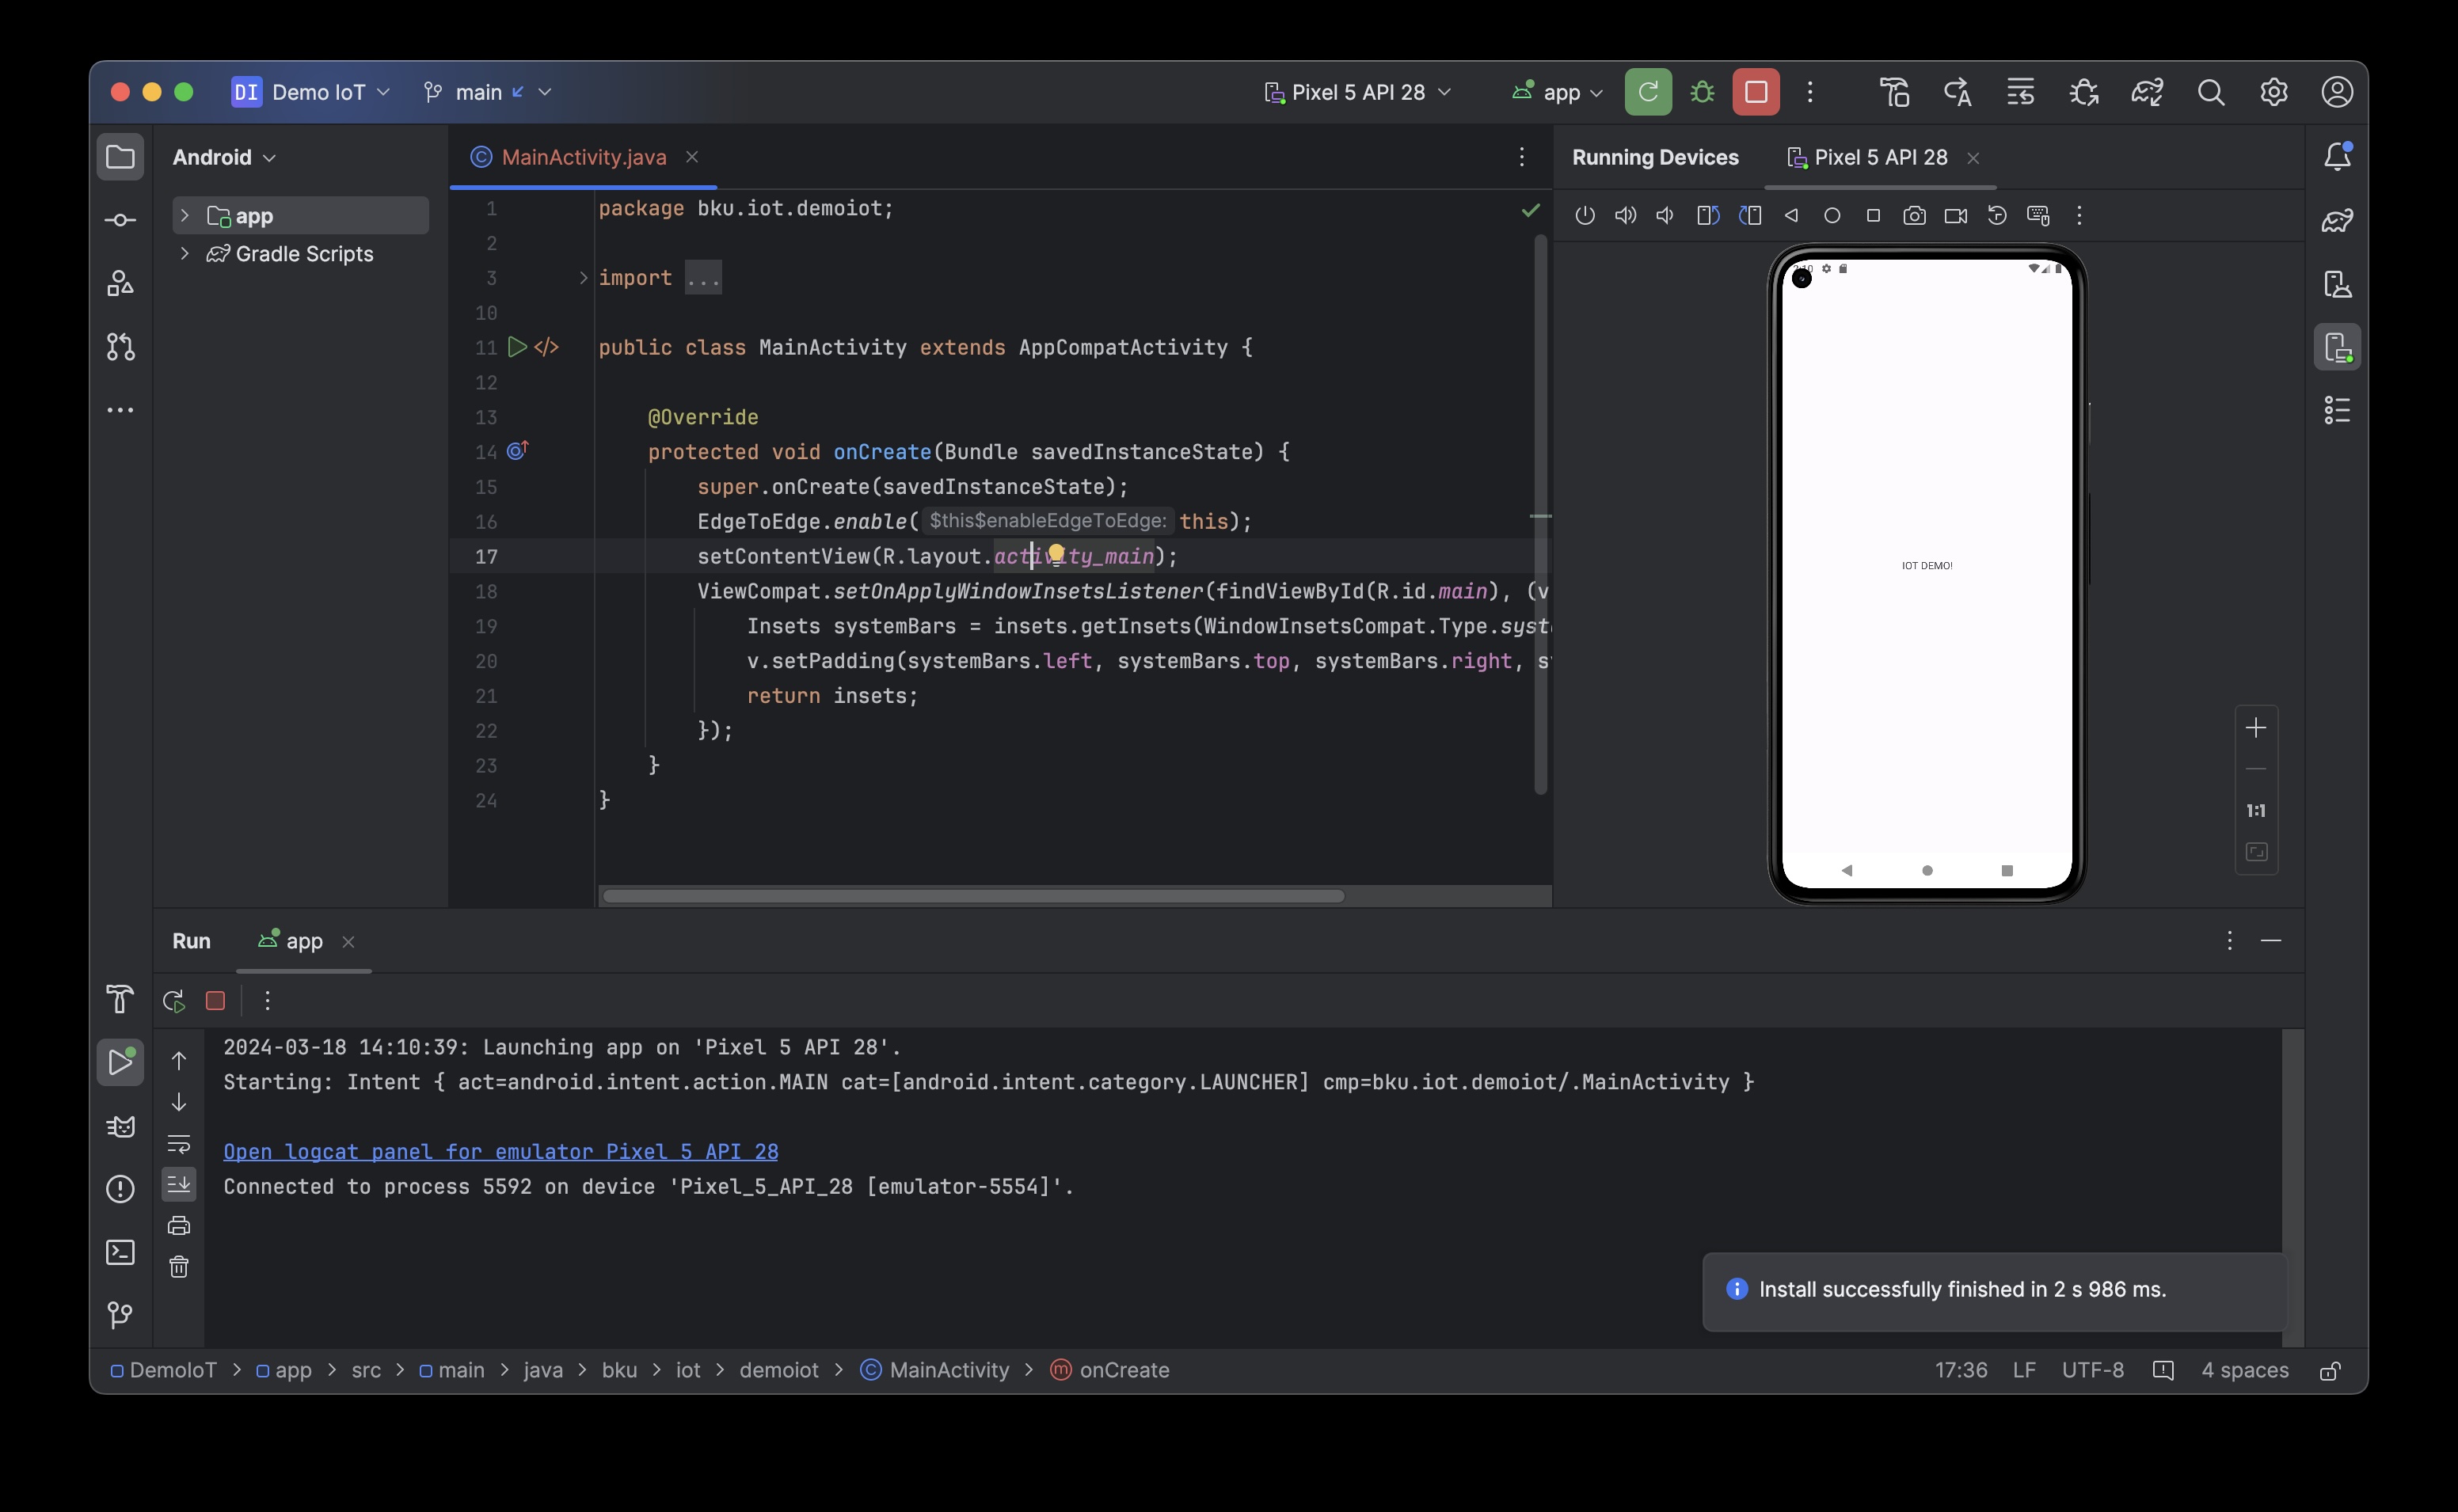 DI Demo IoT main Pixel 5 API 28 app
Android
app
Gradle Scripts
MainActivity.java
1 package bku.iot.demoiot;
2
3 import ...
10
11 public class MainActivity extends AppCompatActivity {
12
13 @Override
14 protected void onCreate(Bundle savedInstanceState) {
15 super.onCreate(savedInstanceState);
16 EdgeToEdge.enable( $this$enableEdgeToEdge: this);
17 setContentView(R.layout.activity_main);
18 ViewCompat.setOnApplyWindowInsetsListener(findViewById(R.id.main), (v
19 Insets systemBars = insets.getInsets(WindowInsetsCompat.Type.syst
20 v.setPadding(systemBars.left, systemBars.top, systemBars.right, s
21 return insets;
22 });
23 }
24 }
Running Devices Pixel 5 API 28
IOT DEMO!
1:1
Run app
2024-03-18 14:10:39: Launching app on 'Pixel 5 API 28'.
Starting: Intent { act=android.intent.action.MAIN cat=[android.intent.category.LAUNCHER] cmp=bku.iot.demoiot/.MainActivity }
Open logcat panel for emulator Pixel 5 API 28
Connected to process 5592 on device 'Pixel_5_API_28 [emulator-5554]'.
Install successfully finished in 2 s 986 ms.
DemoIoT > app > src > main > java > bku > iot > demoiot > MainActivity > onCreate 17:36 LF UTF-8 4 spaces